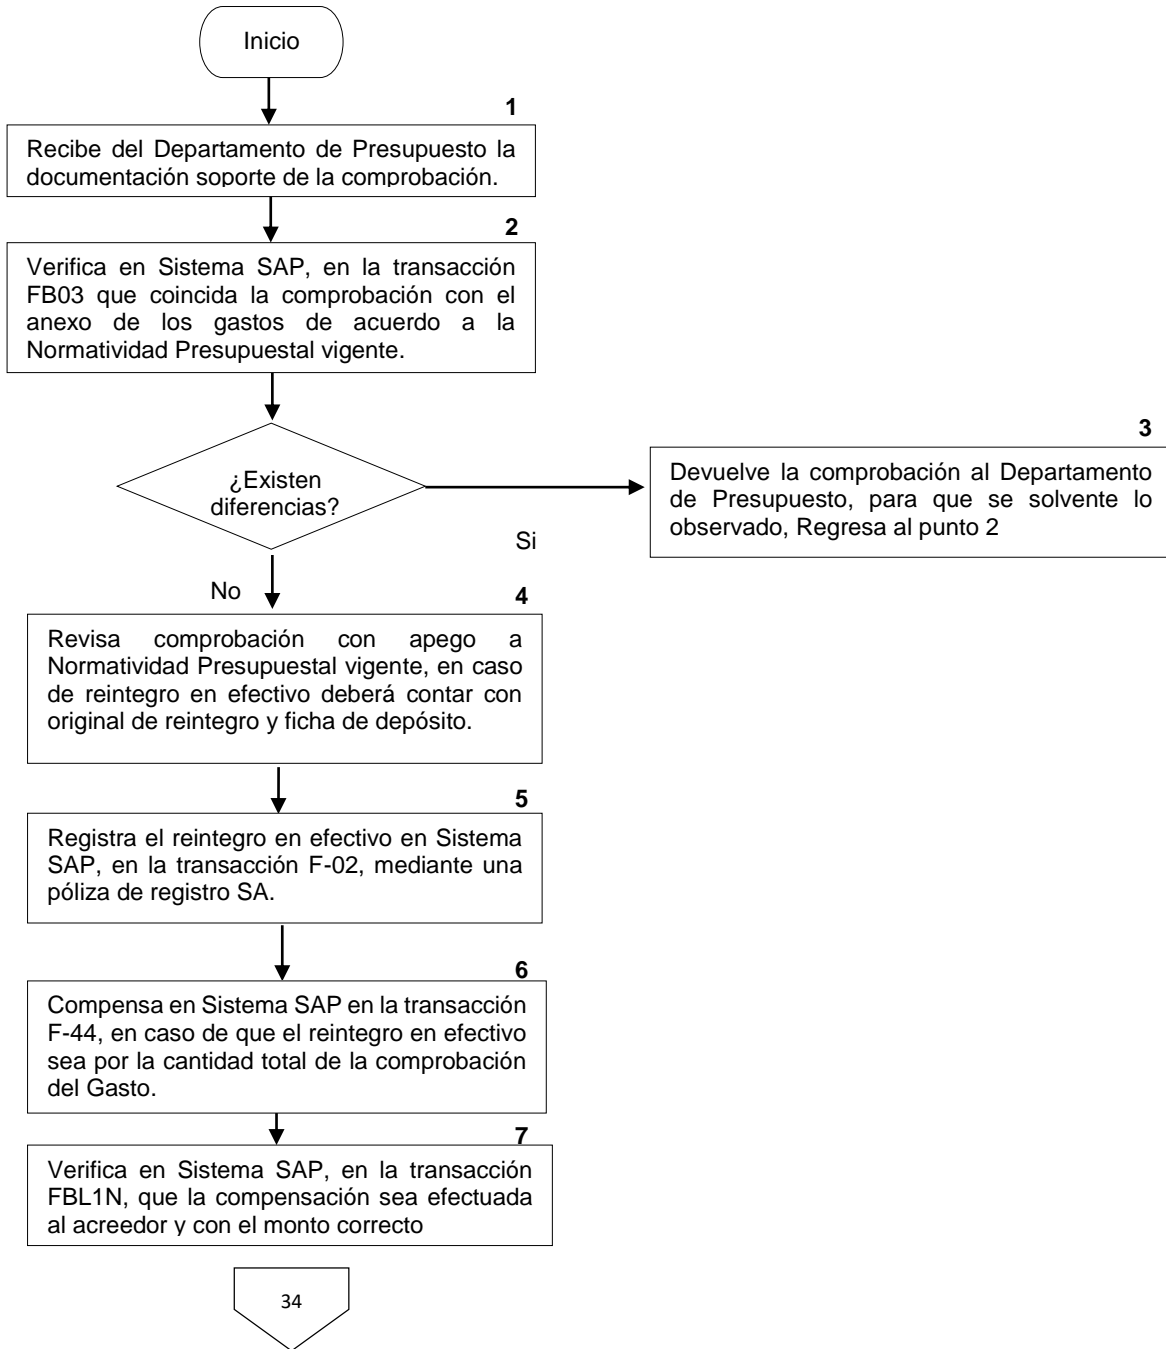 Inicio
1
Recibe del Departamento de Presupuesto la
documentación soporte de la comprobación.
2
Verifica en Sistema SAP, en la transacción
FB03 que coincida la comprobación con el
anexo de los gastos de acuerdo a la
Normatividad Presupuestal vigente.
¿Existen
diferencias?
Si
3
Devuelve la comprobación al Departamento
de Presupuesto, para que se solvente lo
observado, Regresa al punto 2
No
4
Revisa comprobación con apego a
Normatividad Presupuestal vigente, en caso
de reintegro en efectivo deberá contar con
original de reintegro y ficha de depósito.
5
Registra el reintegro en efectivo en Sistema
SAP, en la transacción F-02, mediante una
póliza de registro SA.
6
Compensa en Sistema SAP en la transacción
F-44, en caso de que el reintegro en efectivo
sea por la cantidad total de la comprobación
del Gasto.
7
Verifica en Sistema SAP, en la transacción
FBL1N, que la compensación sea efectuada
al acreedor y con el monto correcto
34